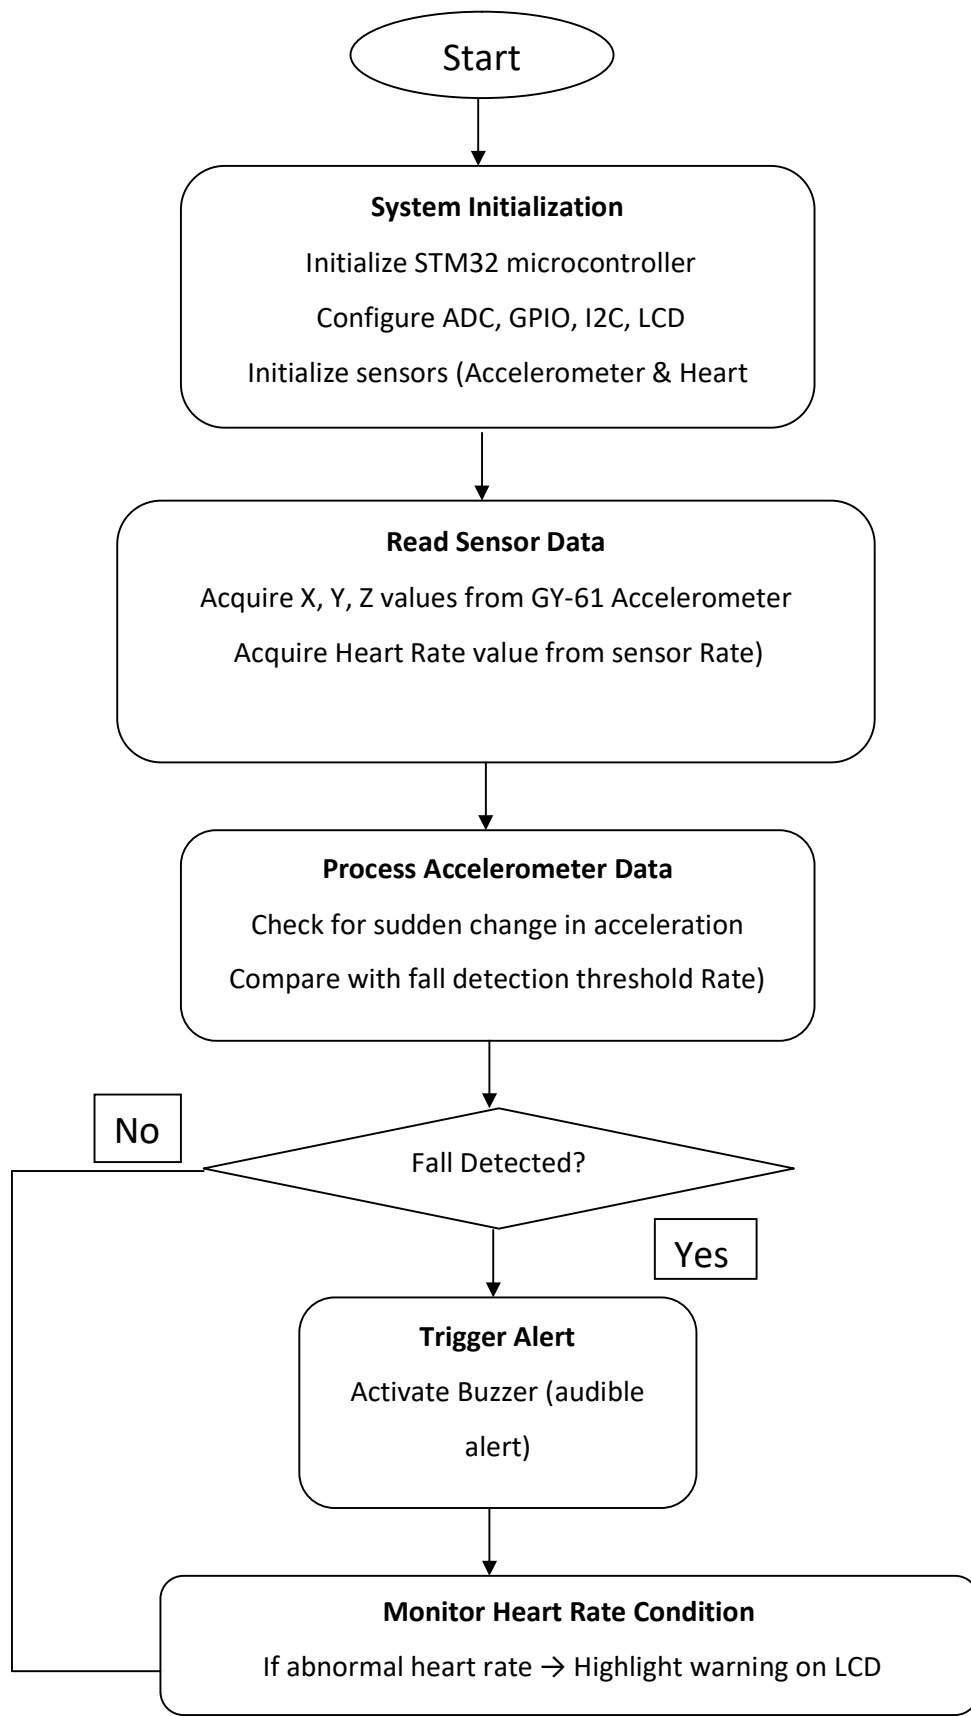 Start
System Initialization
Initialize STM32 microcontroller
Configure ADC, GPIO, I2C, LCD
Initialize sensors (Accelerometer & Heart
Read Sensor Data
Acquire X, Y, Z values from GY-61 Accelerometer
Acquire Heart Rate value from sensor Rate)
Process Accelerometer Data
Check for sudden change in acceleration
Compare with fall detection threshold Rate)
No
Fall Detected?
Yes
Trigger Alert
Activate Buzzer (audible
alert)
Monitor Heart Rate Condition
If abnormal heart rate → Highlight warning on LCD